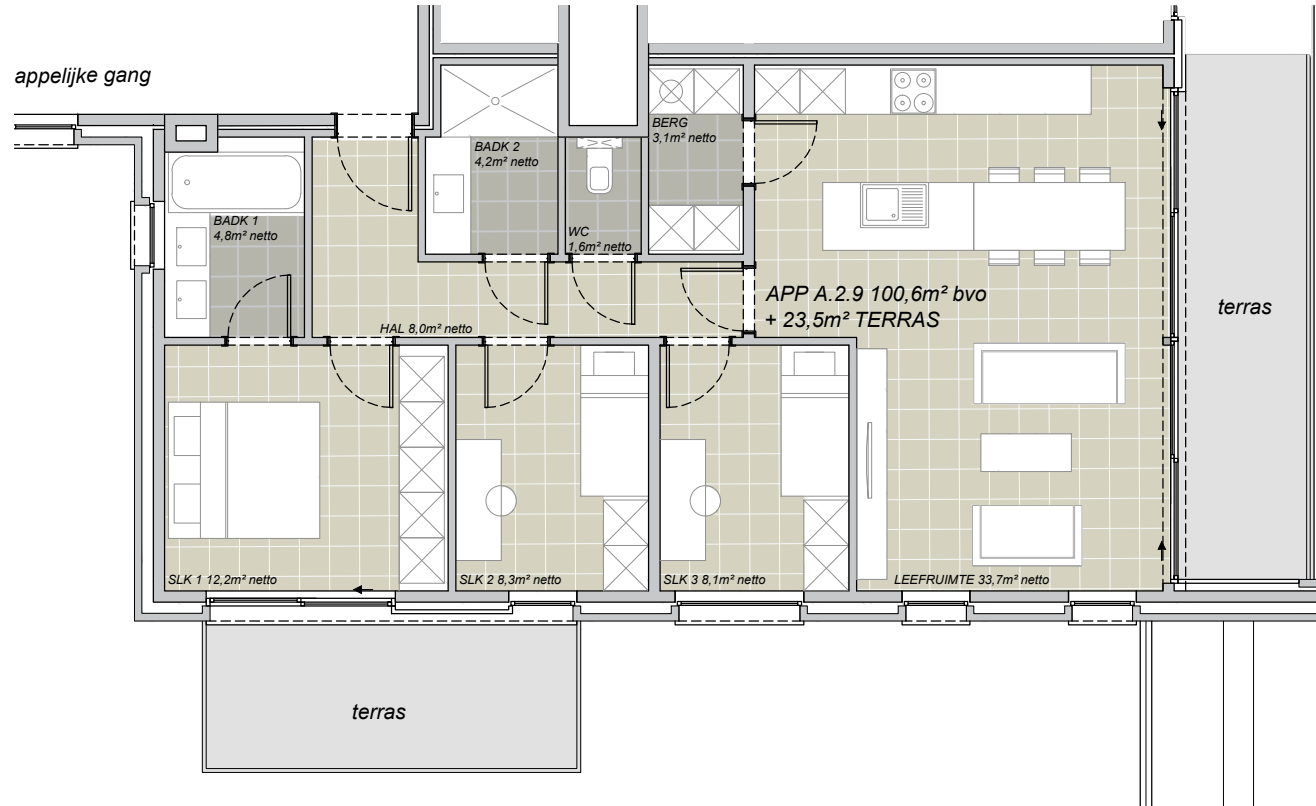 appelijke gang
BERG
3,1m² netto
BADK 2
4,2m² netto
BADK 1
4,8m² netto
WC
1,6m² netto
APP A.2.9 100,6m² bvo
+ 23,5m² TERRAS
terras
HAL 8,0m² netto
SLK 1 12,2m² netto
SLK 2 8,3m² netto
SLK 3 8,1m² netto
LEEFRUIMTE 33,7m² netto
terras